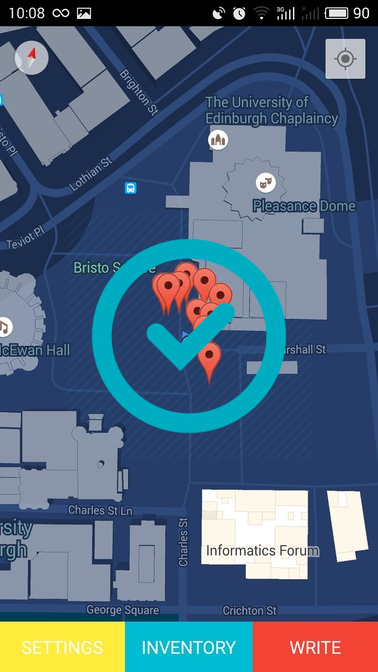 10:08
3G
90
Brighton St
The University of
Edinburgh Chaplaincy
Lothian St
Pleasance Dome
Teviot Pl
Bristo Square
McEwan Hall
Marshall St
Charles St Ln
Charles St
Informatics Forum
George Square
Crichton St
SETTINGS
INVENTORY
WRITE